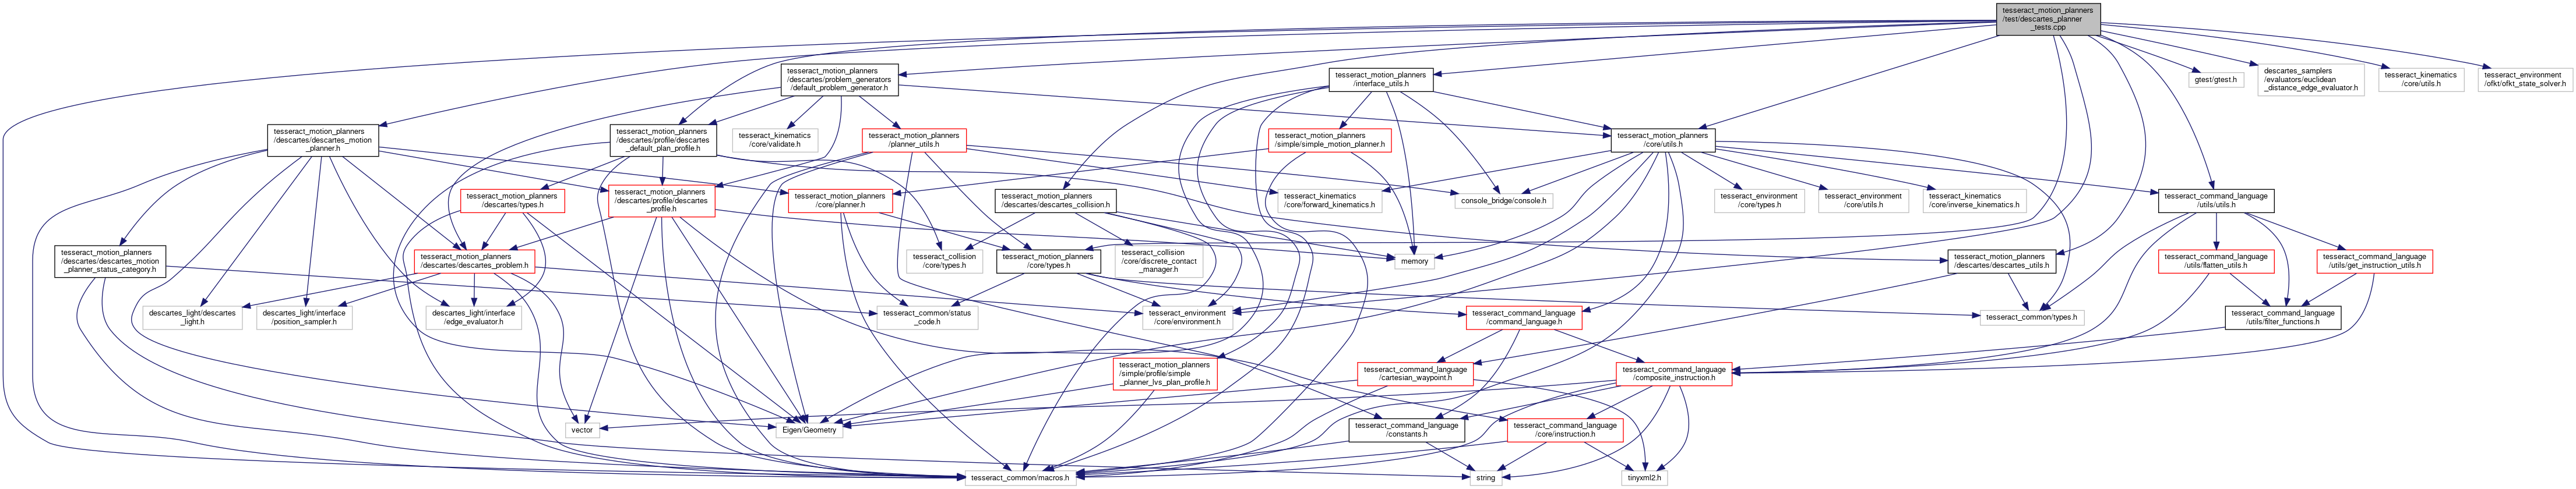 tesseract_motion_planners
/test/descartes_planner
_tests.cpp
tesseract_motion_planners
/descartes/problem_generators
/default_problem_generator.h
tesseract_motion_planners
/interface_utils.h
gtest/gtest.h
descartes_samplers
/evaluators/euclidean
_distance_edge_evaluator.h
tesseract_kinematics
/core/utils.h
tesseract_environment
/ofkt/ofkt_state_solver.h
tesseract_motion_planners
/descartes/descartes_motion
_planner.h
tesseract_motion_planners
/descartes/profile/descartes
_default_plan_profile.h
tesseract_kinematics
/core/validate.h
tesseract_motion_planners
/planner_utils.h
tesseract_motion_planners
/simple/simple_motion_planner.h
tesseract_motion_planners
/core/utils.h
tesseract_motion_planners
/descartes/types.h
tesseract_motion_planners
/descartes/profile/descartes
_profile.h
tesseract_motion_planners
/core/planner.h
tesseract_motion_planners
/descartes/descartes_collision.h
tesseract_kinematics
/core/forward_kinematics.h
console_bridge/console.h
tesseract_environment
/core/types.h
tesseract_environment
/core/utils.h
tesseract_kinematics
/core/inverse_kinematics.h
tesseract_command_language
/utils/utils.h
tesseract_motion_planners
/descartes/descartes_motion
_planner_status_category.h
tesseract_motion_planners
/descartes/descartes_problem.h
tesseract_collision
/core/types.h
tesseract_motion_planners
/core/types.h
tesseract_collision
/core/discrete_contact
_manager.h
memory
tesseract_motion_planners
/descartes/descartes_utils.h
tesseract_command_language
/utils/flatten_utils.h
tesseract_command_language
/utils/get_instruction_utils.h
descartes_light/descartes
_light.h
descartes_light/interface
/position_sampler.h
descartes_light/interface
/edge_evaluator.h
tesseract_common/status
_code.h
tesseract_environment
/core/environment.h
tesseract_command_language
/command_language.h
tesseract_common/types.h
tesseract_command_language
/utils/filter_functions.h
tesseract_motion_planners
/simple/profile/simple
_planner_lvs_plan_profile.h
tesseract_command_language
/cartesian_waypoint.h
tesseract_command_language
/composite_instruction.h
vector
Eigen/Geometry
tesseract_command_language
/constants.h
tesseract_command_language
/core/instruction.h
tesseract_common/macros.h
string
tinyxml2.h